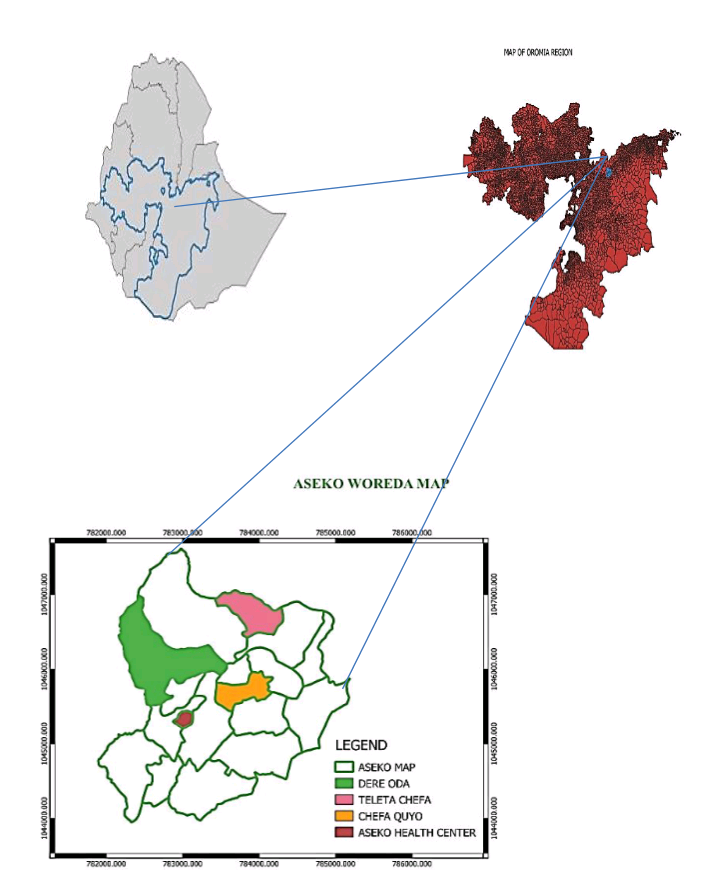 MAP OF OROMIA REGION
ASEKO WOREDA MAP
782000.000 783000.000 784000.000 785000.000 786000.000
1047000.000 1047000.000
1046000.000 1046000.000
1045000.000 1045000.000
1044000.000 1044000.000
LEGEND
ASEKO MAP
DERE ODA
TELETA CHEFA
CHEFA QUYO
ASEKO HEALTH CENTER
782000.000 783000.000 784000.000 785000.000 786000.000